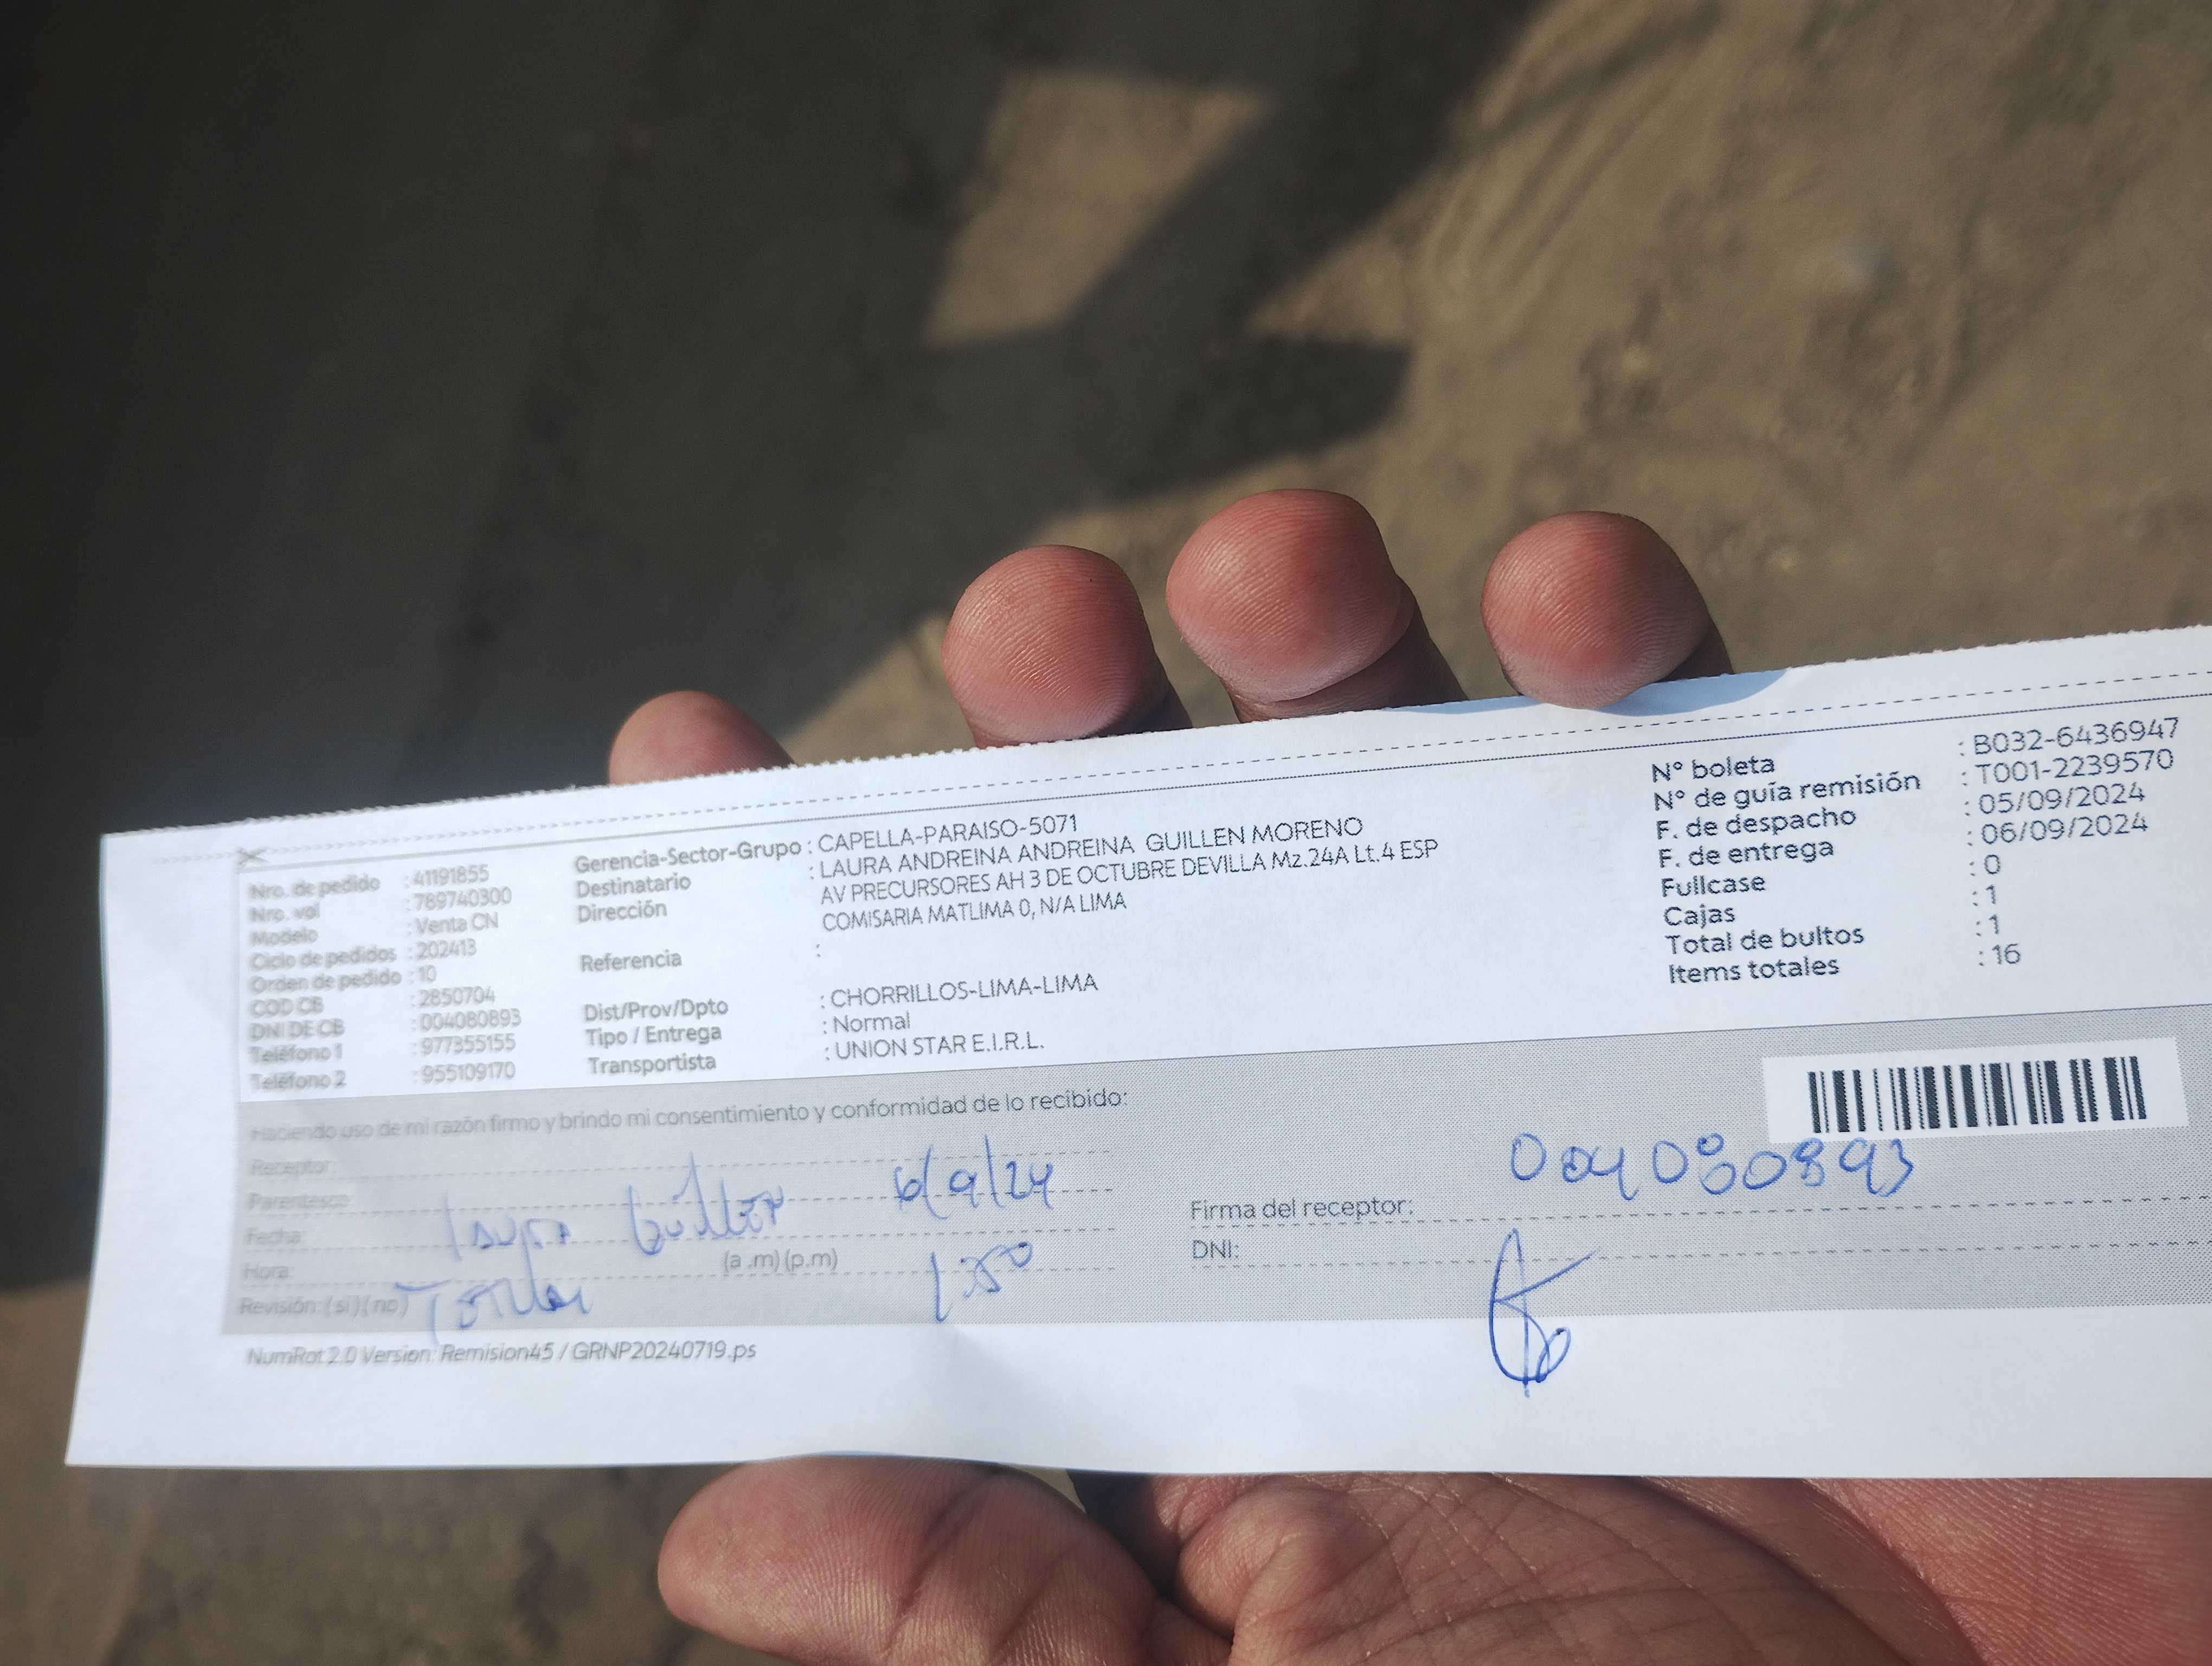 Nro. de pedido : 41191855
Nro. vol : 789740300
Modelo : Venta CN
Ciclo de pedidos : 202413
Orden de pedido : 10
COD CB : 2850704
DNI DE CB : 004080893
Teléfono 1 : 977355155
Teléfono 2 : 955109170
Gerencia-Sector-Grupo : CAPELLA-PARAISO-5071
Destinatario : LAURA ANDREINA ANDREINA GUILLEN MORENO
Dirección AV PRECURSORES AH 3 DE OCTUBRE DEVILLA Mz.24A Lt.4 ESP
COMISARIA MATLIMA 0, N/A LIMA
Referencia :
Dist/Prov/Dpto : CHORRILLOS-LIMA-LIMA
Tipo / Entrega : Normal
Transportista : UNION STAR E.I.R.L.
N° boleta : B032-6436947
N° de guía remisión : T001-2239570
F. de despacho : 05/09/2024
F. de entrega : 06/09/2024
Fullcase : 0
Cajas : 1
Total de bultos : 1
Items totales : 16
Haciendo uso de mi razón firmo y brindo mi consentimiento y conformidad de lo recibido:
Receptor:
Parentesco:
Fecha: Laura Guillen 6/9/24
Hora: (a .m) (p.m) 1:50
Revisión: (si) (no)
004080893
Firma del receptor:
DNI:
NumRot 2.0 Version: Remision45 / GRNP20240719.ps